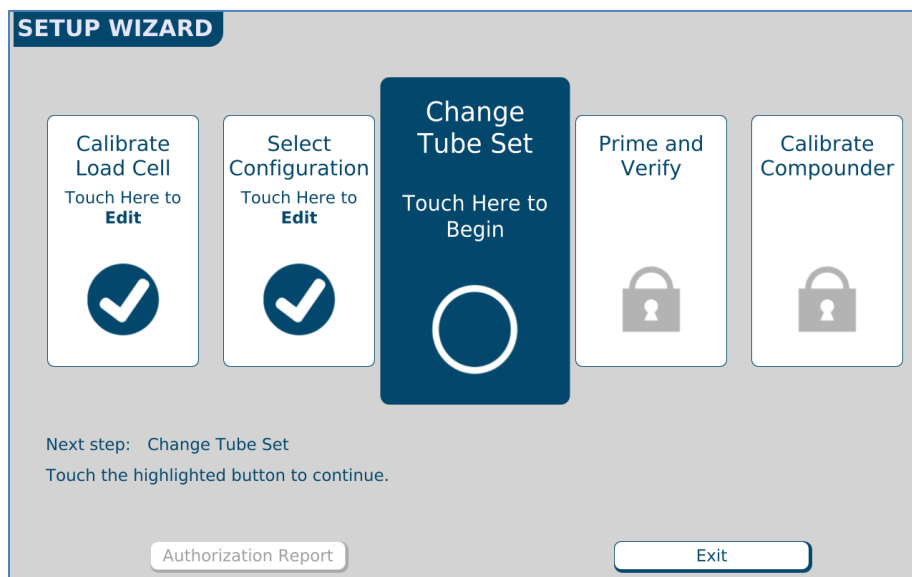 SETUP WIZARD
Calibrate
Load Cell
Touch Here to
Edit
Select
Configuration
Touch Here to
Edit
Change
Tube Set
Touch Here to
Begin
Prime and
Verify
Calibrate
Compounder
Next step: Change Tube Set
Touch the highlighted button to continue.
Authorization Report
Exit